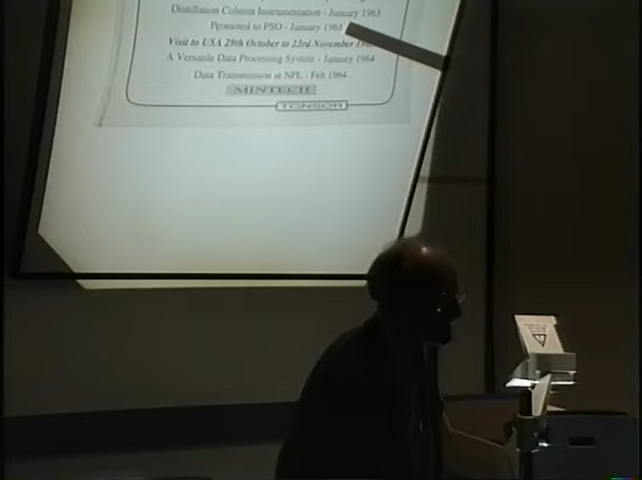 Distillation Column Instrumentation - January 1963
Promoted to PSO - January 1963
Visit to USA 29th October to 23rd November
A Versatile Data Processing System - January 1964
Data Transmission at NPL - Feb 1964
MINTECH
TONSOR